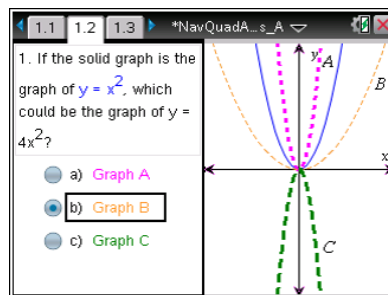 1.1 1.2 1.3 *NavQuadA...s_A
1. If the solid graph is the
graph of y = x², which
could be the graph of y =
4x²?
a) Graph A
b) Graph B
c) Graph C
y
A
B
x
C